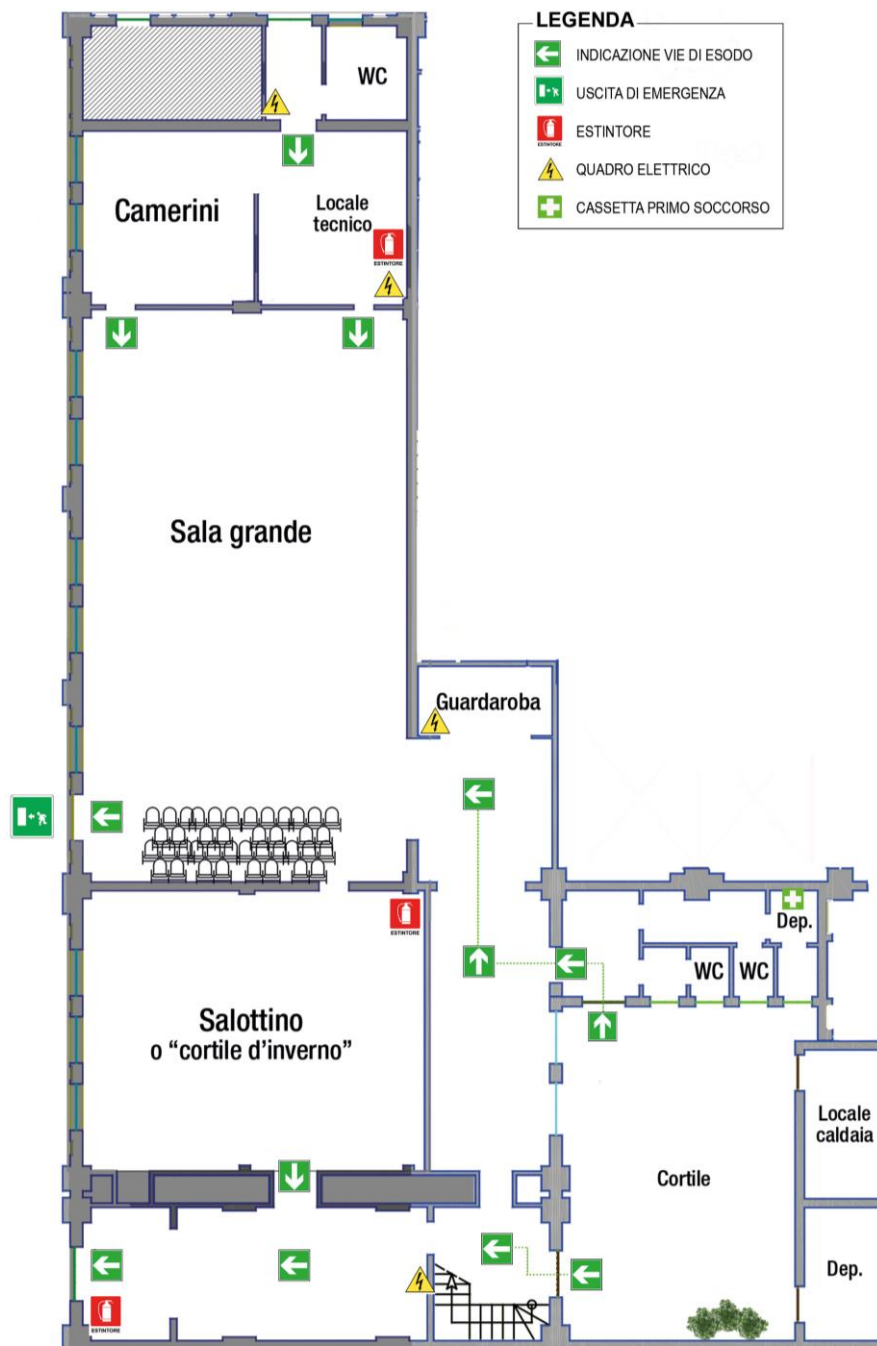 LEGENDA
INDICAZIONE VIE DI ESODO
USCITA DI EMERGENZA
ESTINTORE
ESTINTORE
QUADRO ELETTRICO
CASSETTA PRIMO SOCCORSO
WC
Camerini
Locale
tecnico
ESTINTORE
Sala grande
Guardaroba
ESTINTORE
Dep.
WC
WC
Salottino
o “cortile d’inverno”
Locale
caldaia
Cortile
Dep.
ESTINTORE